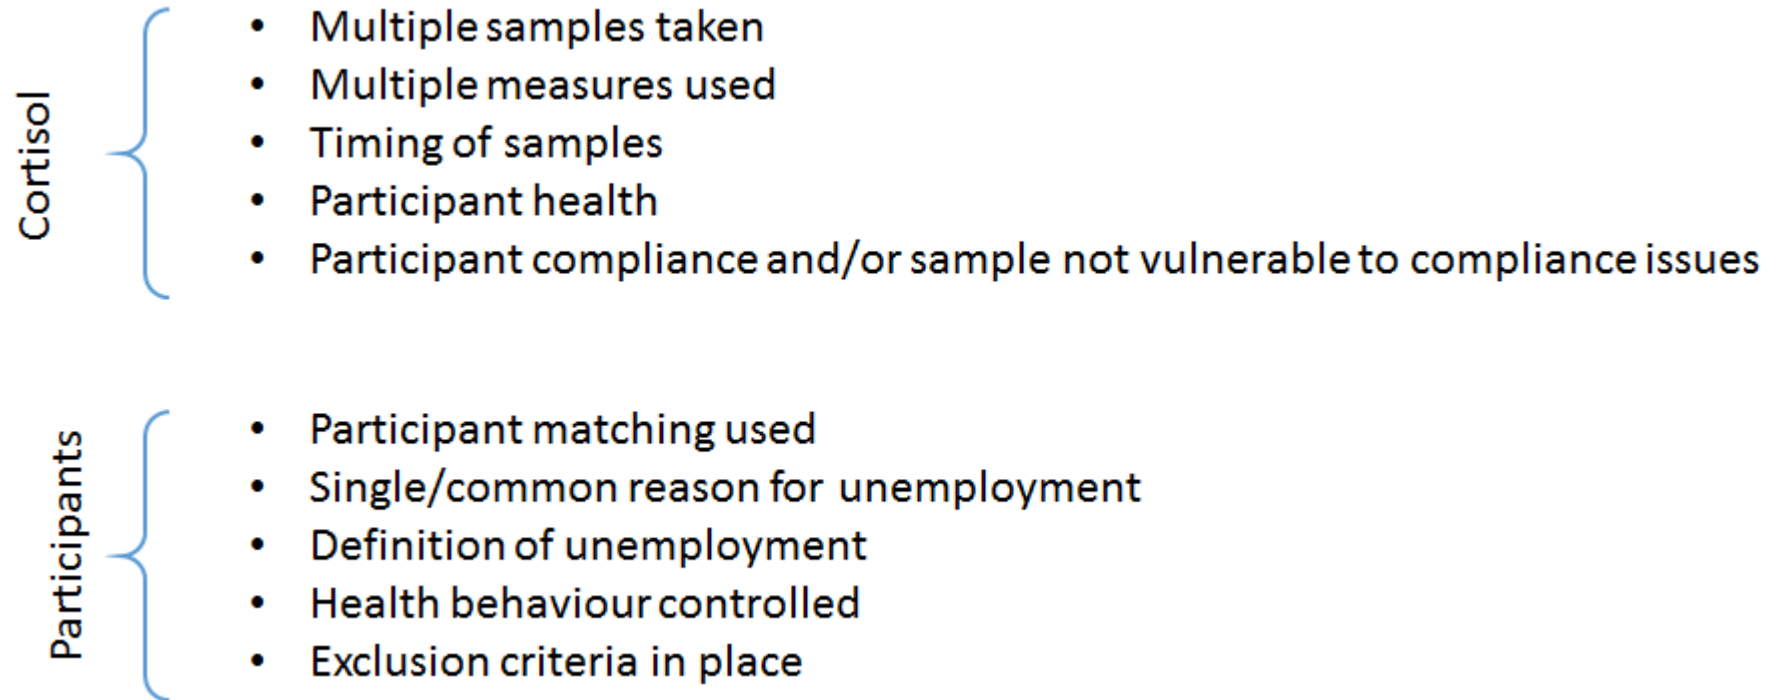 Cortisol
• Multiple samples taken
• Multiple measures used
• Timing of samples
• Participant health
• Participant compliance and/or sample not vulnerable to compliance issues
Participants
• Participant matching used
• Single/common reason for unemployment
• Definition of unemployment
• Health behaviour controlled
• Exclusion criteria in place